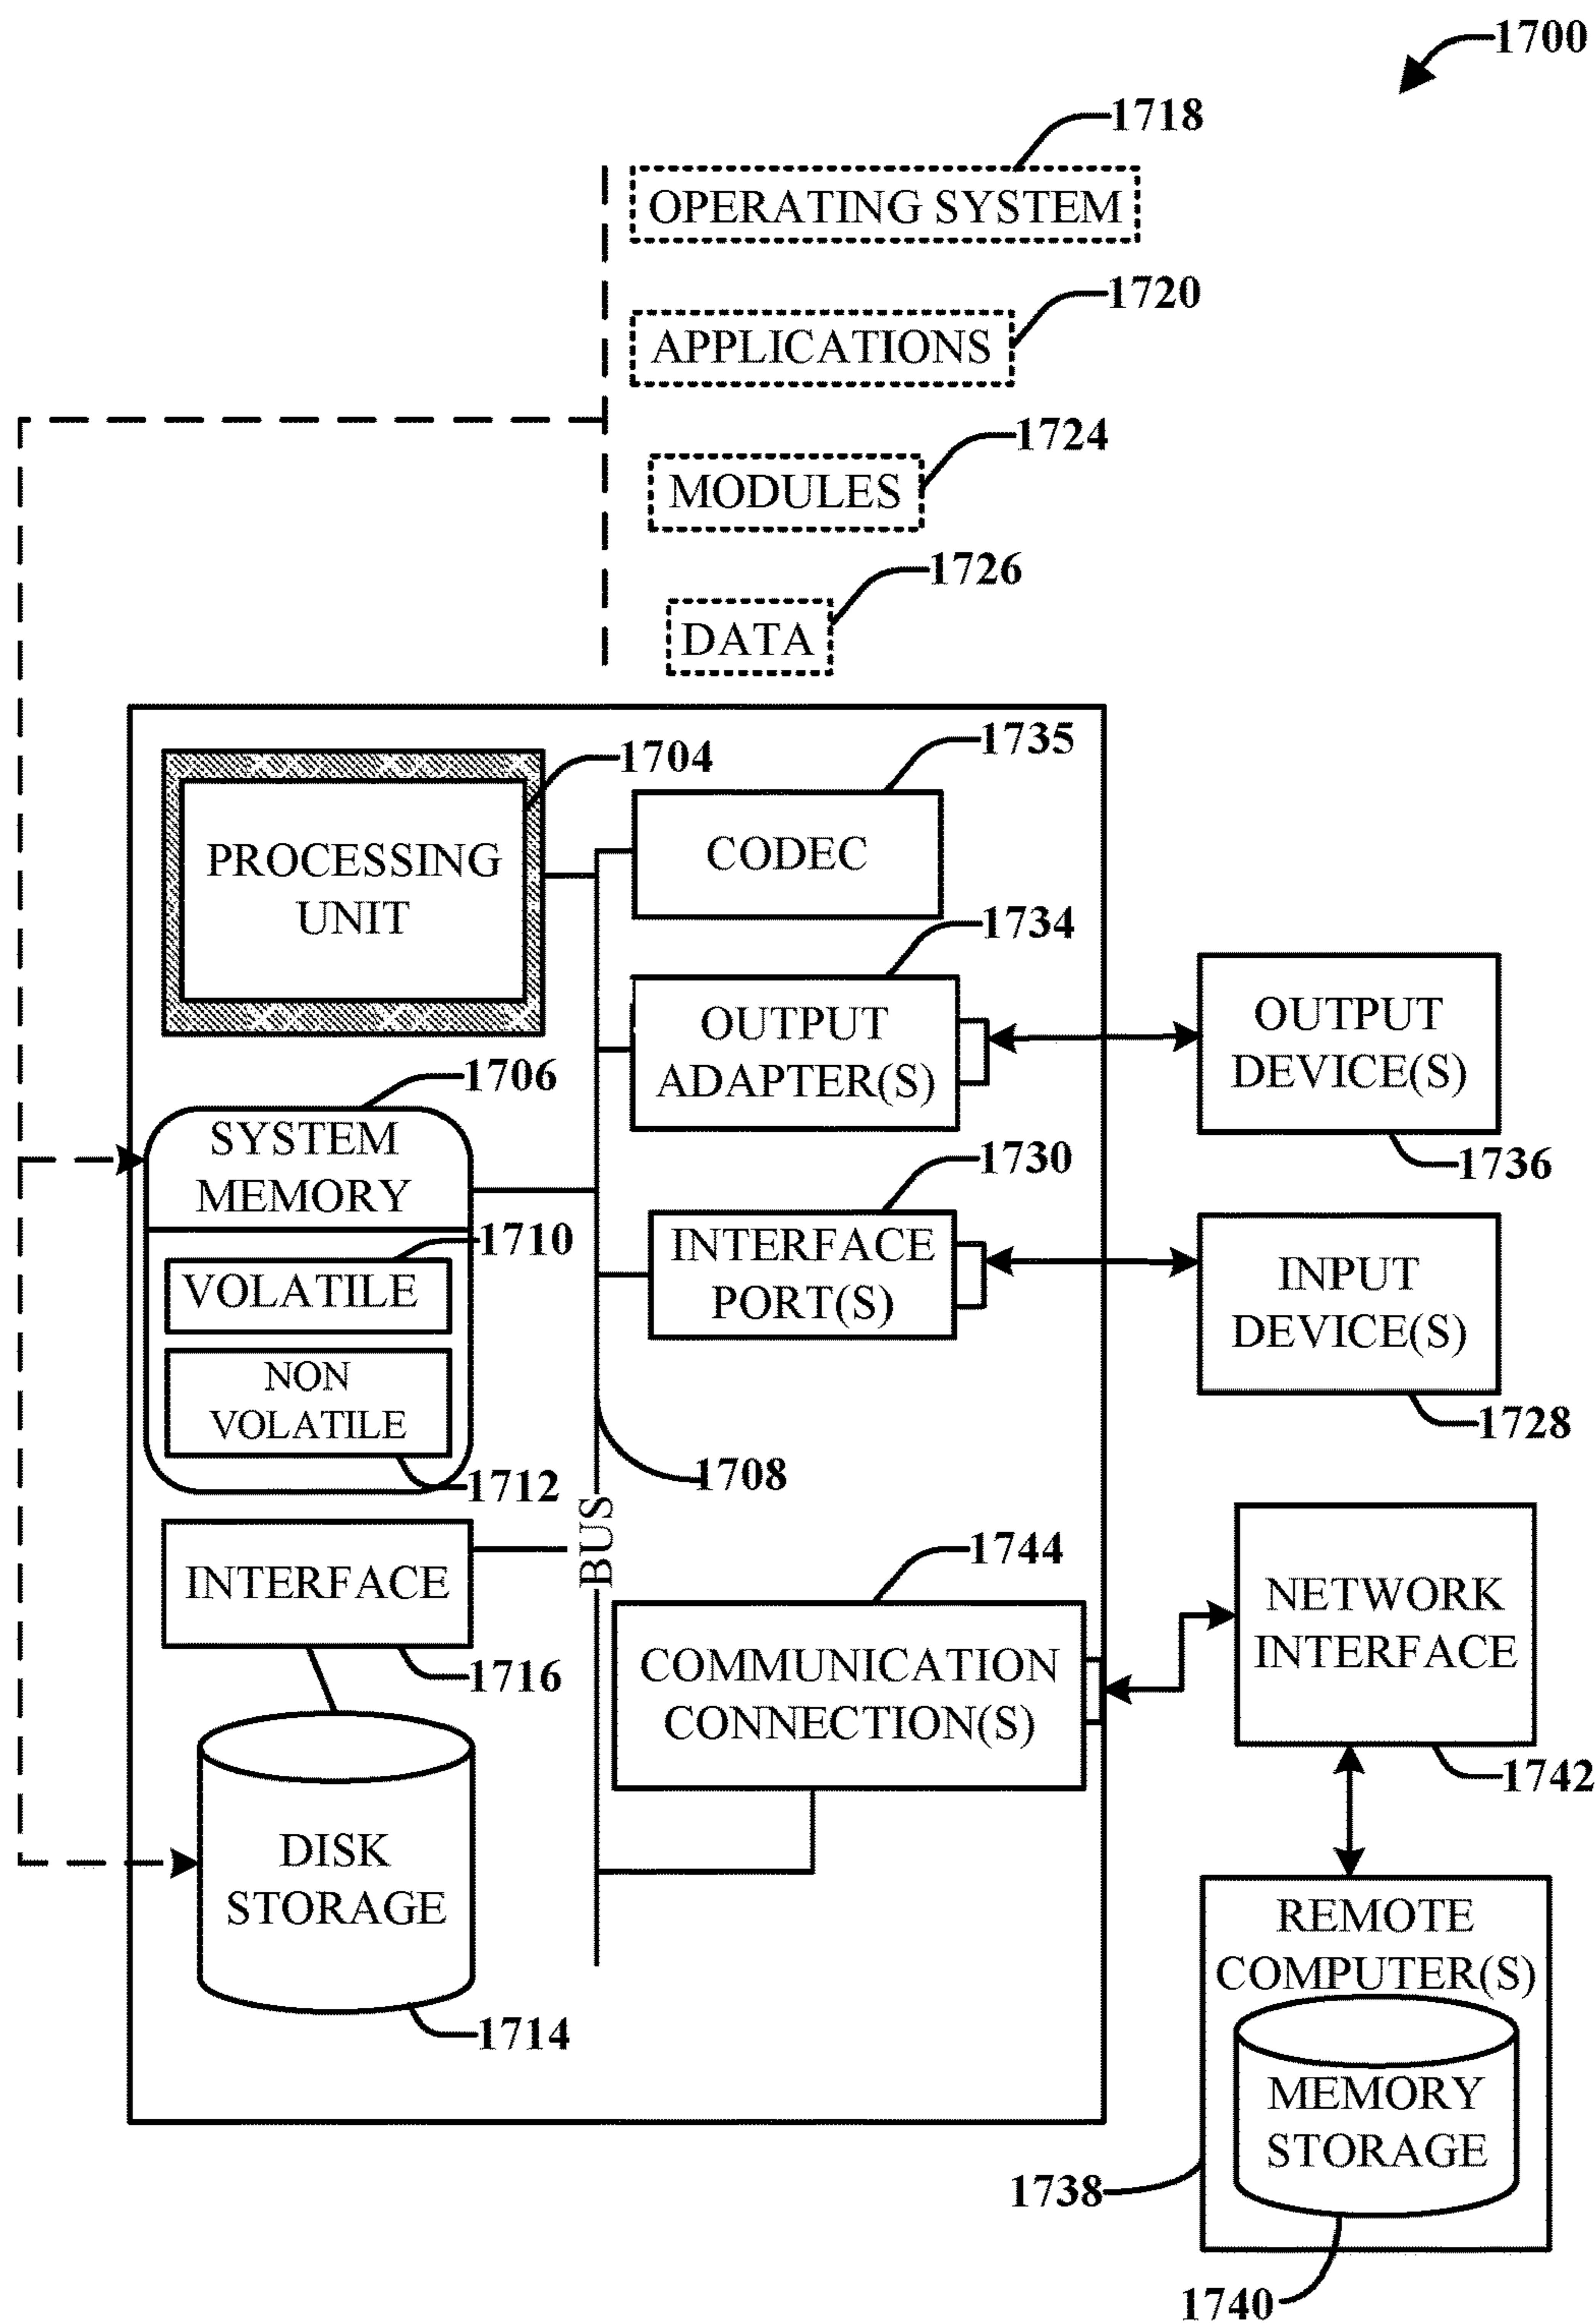 1700
1718
OPERATING SYSTEM
1720
APPLICATIONS
1724
MODULES
1726
DATA
1704
PROCESSING
UNIT
1735
CODEC
1734
OUTPUT
ADAPTER(S)
OUTPUT
DEVICE(S)
1736
1706
SYSTEM
MEMORY
1710
VOLATILE
NON
VOLATILE
1712
1730
INTERFACE
PORT(S)
INPUT
DEVICE(S)
1728
1708
BUS
INTERFACE
1716
1744
COMMUNICATION
CONNECTION(S)
NETWORK
INTERFACE
1742
DISK
STORAGE
1714
REMOTE
COMPUTER(S)
MEMORY
STORAGE
1738
1740